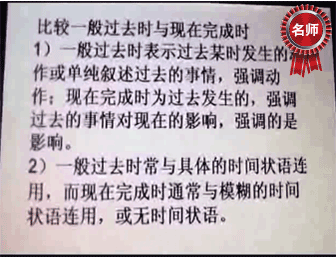 名师
比较一般过去时与现在完成时
1）一般过去时表示过去某时发生的动
作或单纯叙述过去的事情，强调动
作；现在完成时为过去发生的，强调
过去的事情对现在的影响，强调的是
影响。
2）一般过去时常与具体的时间状语连
用，而现在完成时通常与模糊的时间
状语连用，或无时间状语。